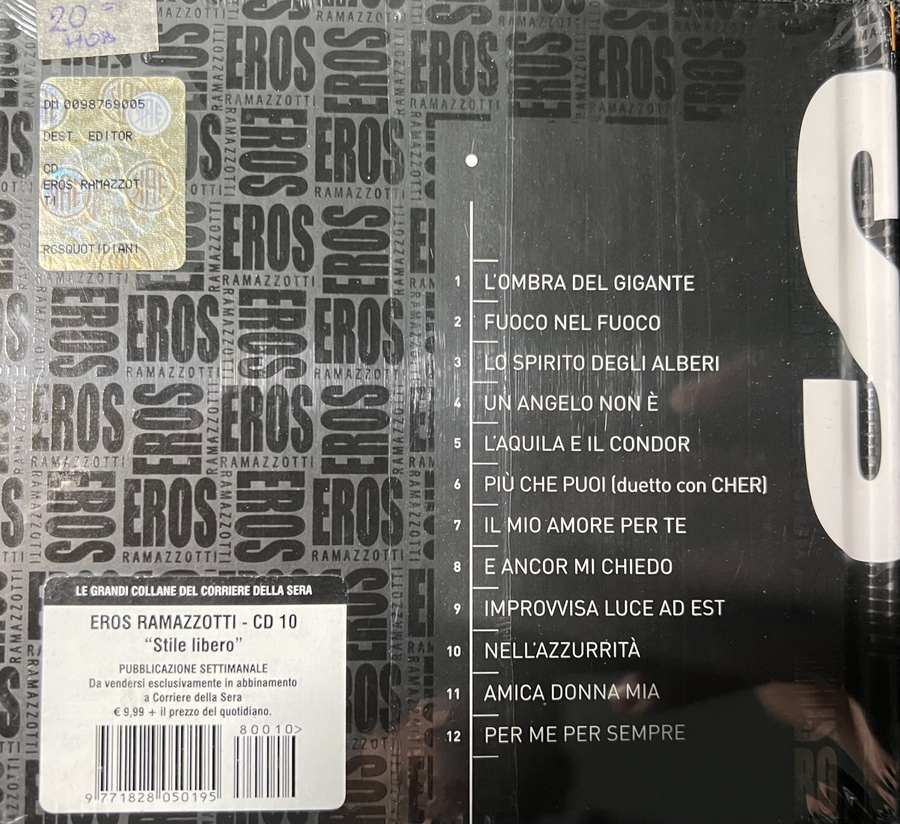 20=
HOB
DM 0098769005
DEST. EDITOR
CD
EROS RAMAZZOT
TI
RCSQUOTIDIANI
EROS
RAMAZZOTTI
1 L'OMBRA DEL GIGANTE
2 FUOCO NEL FUOCO
3 LO SPIRITO DEGLI ALBERI
4 UN ANGELO NON È
5 L'AQUILA E IL CONDOR
6 PIÙ CHE PUOI (duetto con CHER)
7 IL MIO AMORE PER TE
8 E ANCOR MI CHIEDO
9 IMPROVVISA LUCE AD EST
10 NELL'AZZURRITÀ
11 AMICA DONNA MIA
12 PER ME PER SEMPRE
S
LE GRANDI COLLANE DEL CORRIERE DELLA SERA
EROS RAMAZZOTTI - CD 10
“Stile libero”
PUBBLICAZIONE SETTIMANALE
Da vendersi esclusivamente in abbinamento
a Corriere della Sera
€ 9,99 + il prezzo del quotidiano.
80010>
9 771828 050195